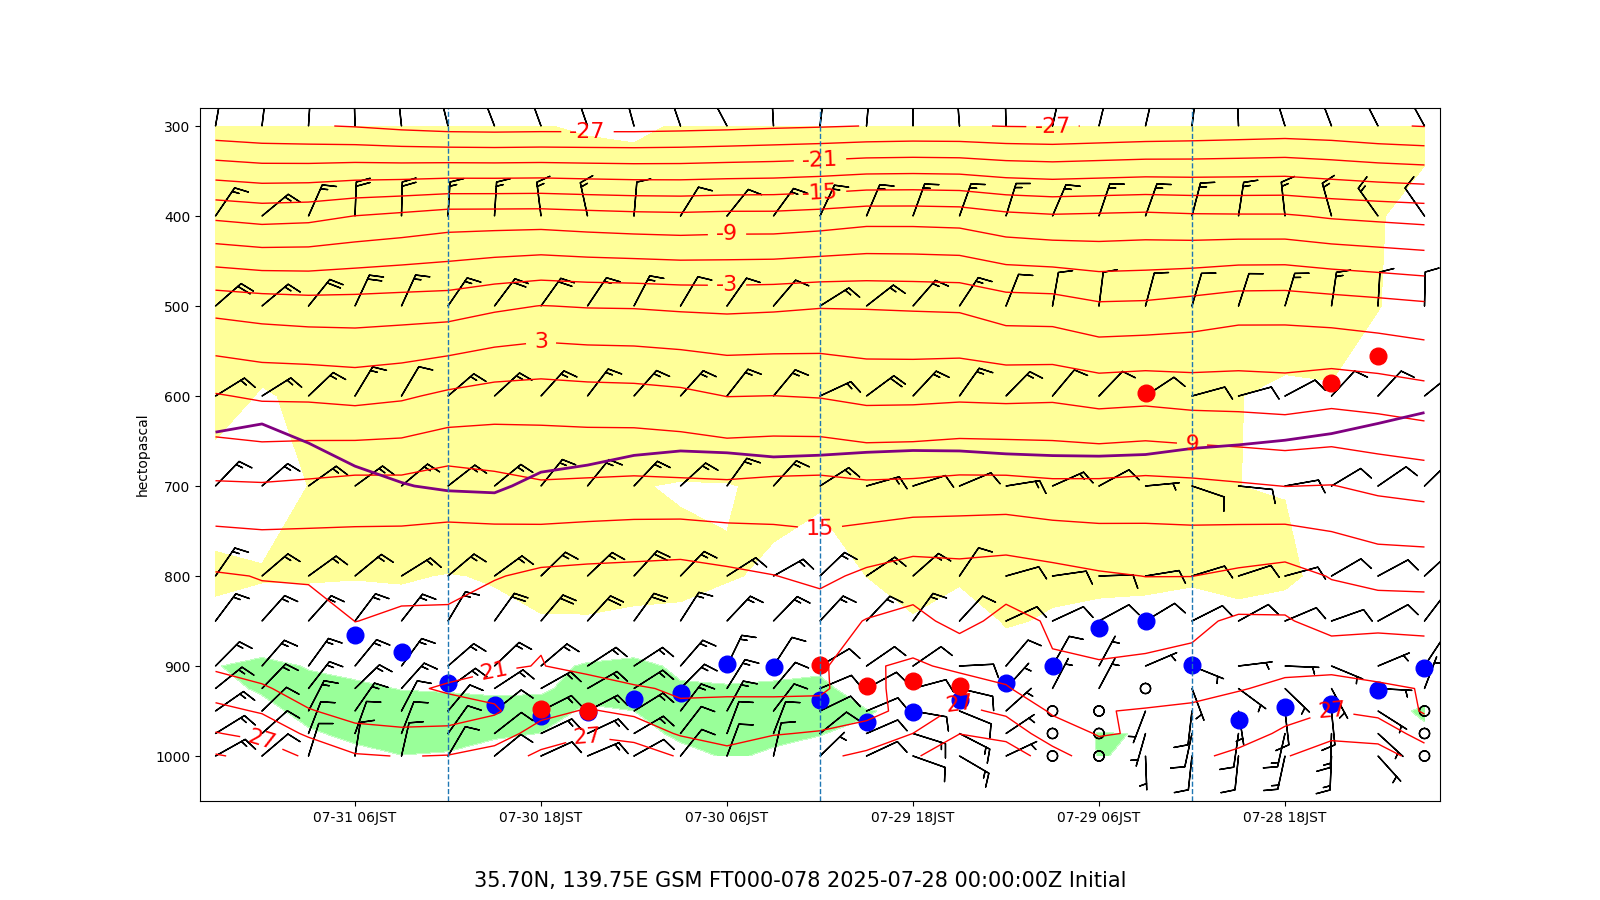 300
400
500
600
700
800
900
1000
hectopascal
-27
-27
-21
-15
-9
-3
3
9
15
21
27
27
27
27
07-31 06JST
07-30 18JST
07-30 06JST
07-29 18JST
07-29 06JST
07-28 18JST
35.70N, 139.75E GSM FT000-078 2025-07-28 00:00:00Z Initial